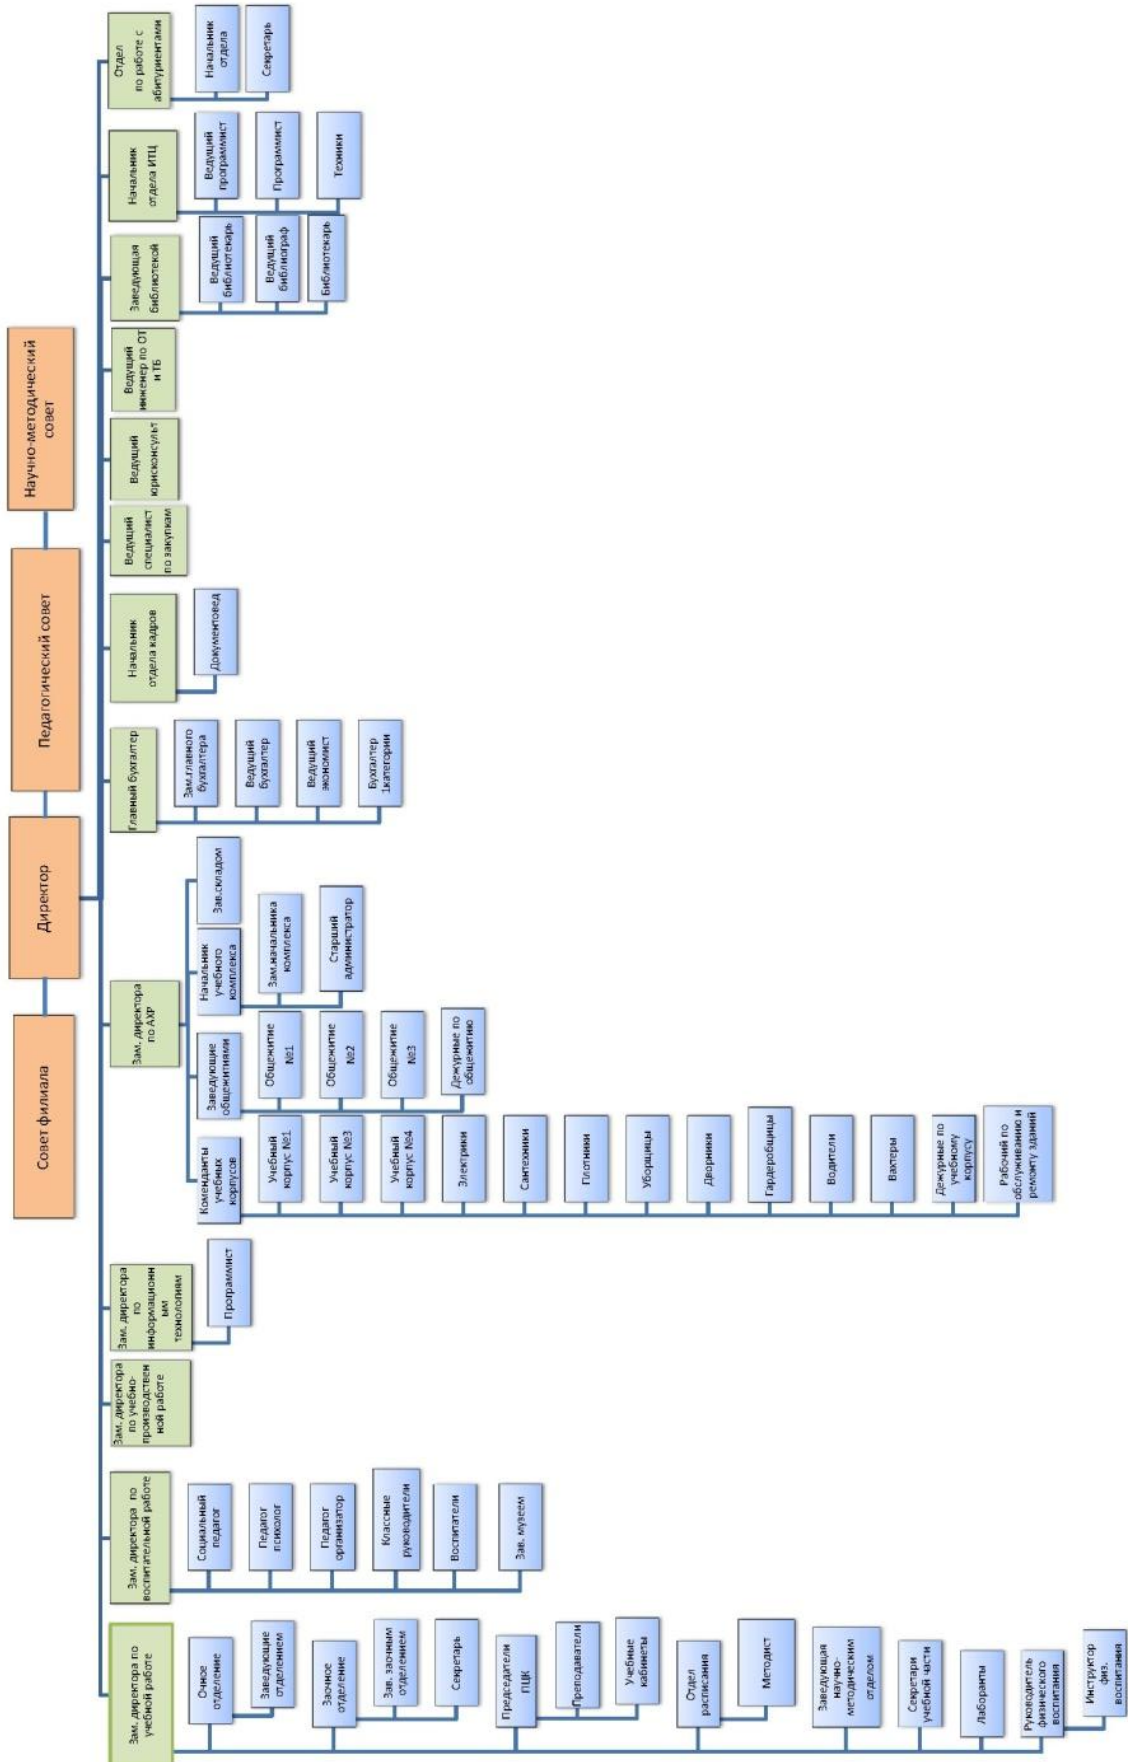 Совет филиала
Директор
Педагогический совет
Научно-методический
совет
Зам. директора по
учебной работе
Очное
отделение
Заведующие
отделением
Заочное
отделение
Зав. заочным
отделением
Секретарь
Председатели
ПЦК
Преподаватели
Учебные
кабинеты
Отдел
расписания
Методист
Заведующая
научно-
методическим
отделом
Секретари
учебной части
Лаборанты
Руководитель
физического
воспитания
Инструктор
физ.
воспитания
Зам. директора по
воспитательной работе
Социальный
педагог
Педагог
психолог
Педагог
организатор
Классные
руководители
Воспитатели
Зав. музеем
Зам. директора
по учебно-
производствен
ной работе
Зам. директора
по
информационн
ым
технологиям
Программист
Зам. директора
по АХР
Коменданты
учебных
корпусов
Учебный
корпус №1
Учебный
корпус №3
Учебный
корпус №4
Электрики
Сантехники
Плотники
Уборщицы
Дворники
Гардеробщицы
Водители
Вахтеры
Дежурные по
учебному
корпусу
Рабочий по
обслуживанию и
ремонту зданий
Заведующие
общежитиями
Общежитие
№1
Общежитие
№2
Общежитие
№3
Дежурные по
общежитию
Начальник
учебного
комплекса
Зам.начальника
комплекса
Старший
администратор
Зав.складом
Главный бухгалтер
Зам.главного
бухгалтера
Ведущий
бухгалтер
Ведущий
экономист
Бухгалтер
1категории
Начальник
отдела кадров
Документовед
Ведущий
специалист
по закупкам
Ведущий
юрисконсульт
Ведущий
инженер по ОТ
и ТБ
Заведующая
библиотекой
Ведущий
библиотекарь
Ведущий
библиограф
Библиотекарь
Начальник
отдела ИТЦ
Ведущий
программист
Программист
Техники
Отдел
по работе с
абитуриентами
Начальник
отдела
Секретарь